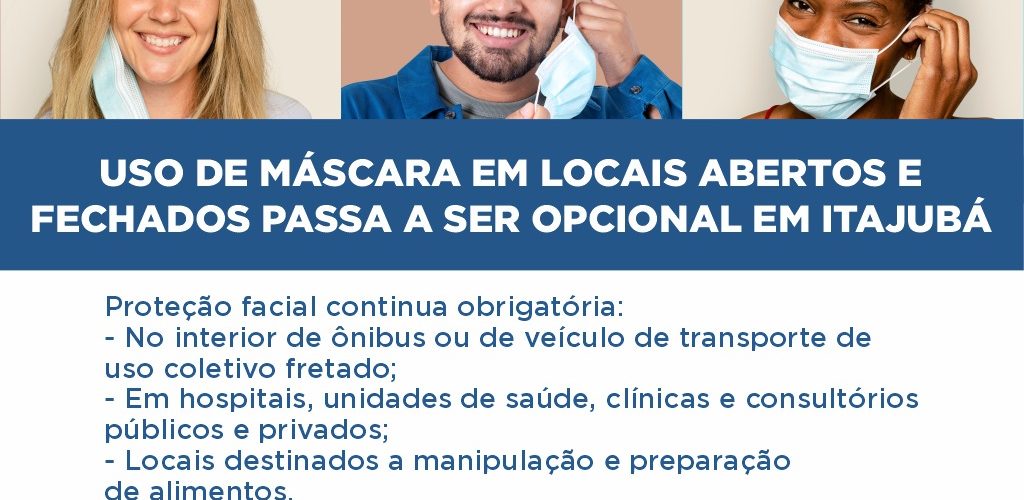 USO DE MÁSCARA EM LOCAIS ABERTOS E
FECHADOS PASSA A SER OPCIONAL EM ITAJUBÁ
Proteção facial continua obrigatória:
- No interior de ônibus ou de veículo de transporte de
uso coletivo fretado;
- Em hospitais, unidades de saúde, clínicas e consultórios
públicos e privados;
- Locais destinados a manipulação e preparação
de alimentos.